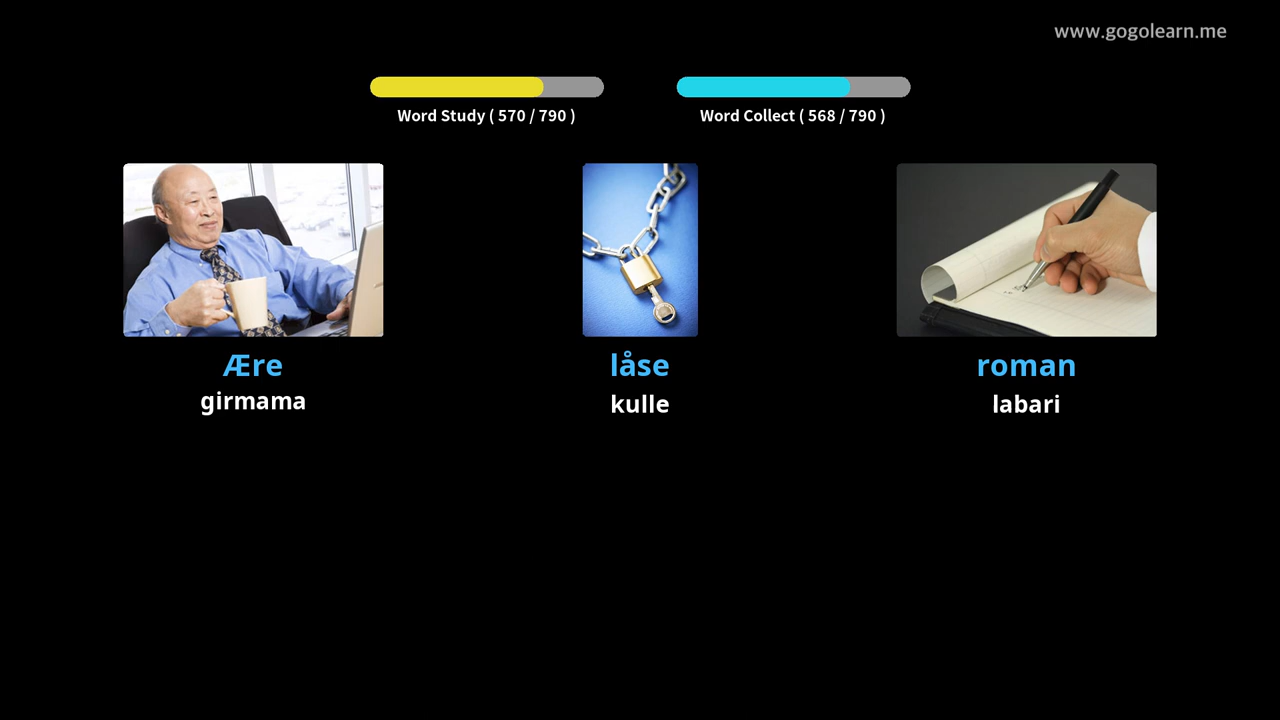 www.gogolearn.me
Word Study ( 570 / 790 )
Word Collect ( 568 / 790 )
Ære
girmama
låse
kulle
roman
labari